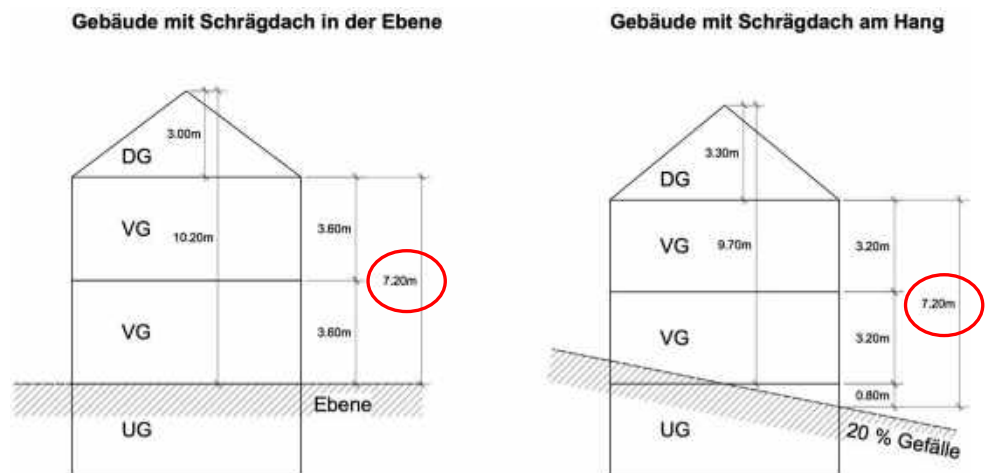 Gebäude mit Schrägdach in der Ebene
3.00m
DG
VG
10.20m
3.60m
7.20m
VG
3.60m
Ebene
UG
Gebäude mit Schrägdach am Hang
3.30m
DG
VG
9.70m
3.20m
7.20m
VG
3.20m
0.80m
UG
20 % Gefälle